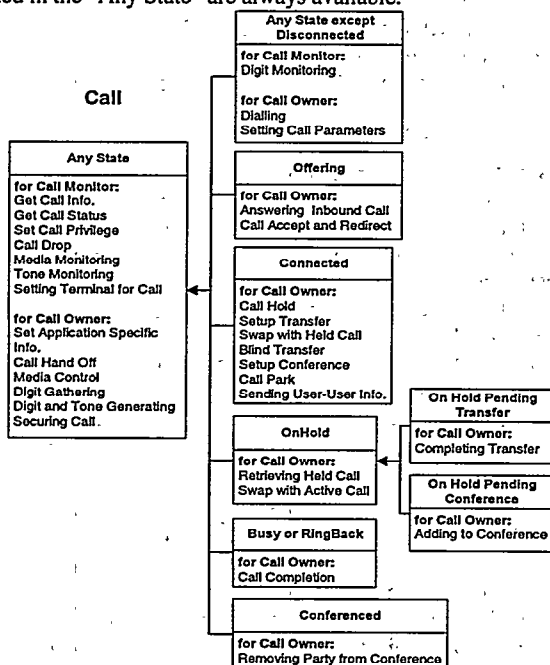 ed in the "Any State" are always available.
Call
Any State
for Call Monitor:
Get Call Info.
Get Call Status
Set Call Privilege
Call Drop
Media Monitoring
Tone Monitoring
Setting Terminal for Call
for Call Owner:
Set Application Specific
Info.
Call Hand Off
Media Control
Digit Gathering
Digit and Tone Generating
Securing Call
Any State except
Disconnected
for Call Monitor:
Digit Monitoring
for Call Owner:
Dialling
Setting Call Parameters
Offering
for Call Owner:
Answering Inbound Call
Call Accept and Redirect
Connected
for Call Owner:
Call Hold
Setup Transfer
Swap with Held Call
Blind Transfer
Setup Conference
Call Park
Sending User-User Info.
OnHold
for Call Owner:
Retrieving Held Call
Swap with Active Call
On Hold Pending
Transfer
for Call Owner:
Completing Transfer
On Hold Pending
Conference
for Call Owner:
Adding to Conference
Busy or RingBack
for Call Owner:
Call Completion
Conferenced
for Call Owner:
Removing Party from Conference